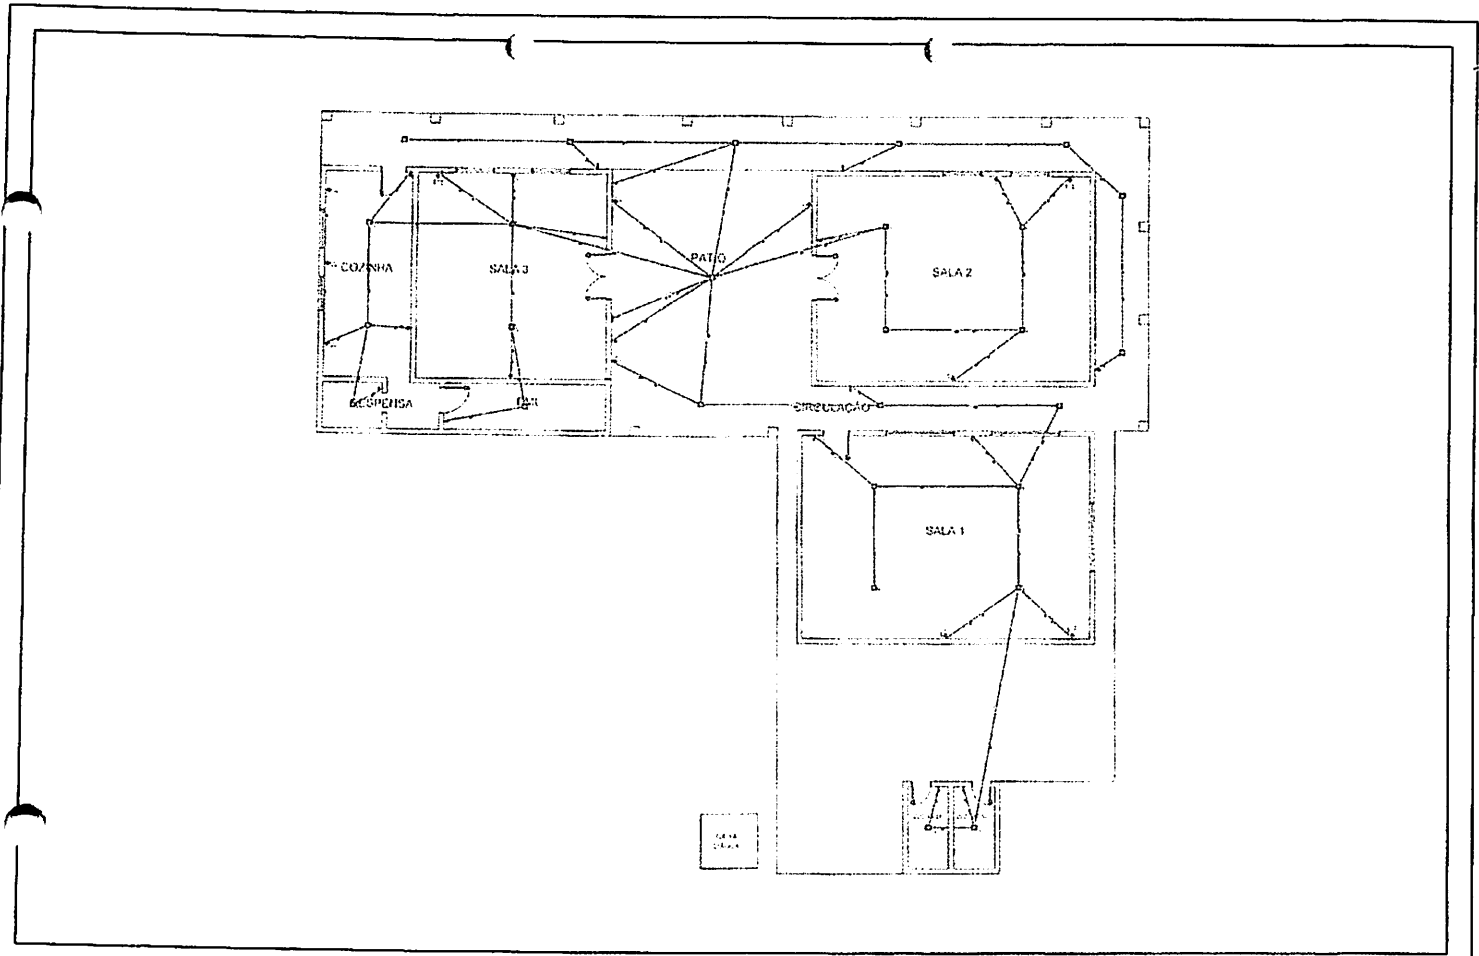 PATIO
COZINHA
SALA 3
SALA 2
DESPENSA
CIRCULAÇÃO
SALA 1